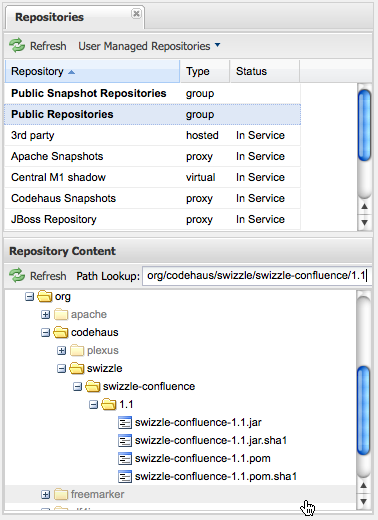 Repositories
Refresh User Managed Repositories
Repository Type Status
Public Snapshot Repositories group
Public Repositories group
3rd party hosted In Service
Apache Snapshots proxy In Service
Central M1 shadow virtual In Service
Codehaus Snapshots proxy In Service
JBoss Repository proxy In Service
Repository Content
Refresh Path Lookup: org/codehaus/swizzle/swizzle-confluence/1.1
org
apache
codehaus
plexus
swizzle
swizzle-confluence
1.1
swizzle-confluence-1.1.jar
swizzle-confluence-1.1.jar.sha1
swizzle-confluence-1.1.pom
swizzle-confluence-1.1.pom.sha1
freemarker